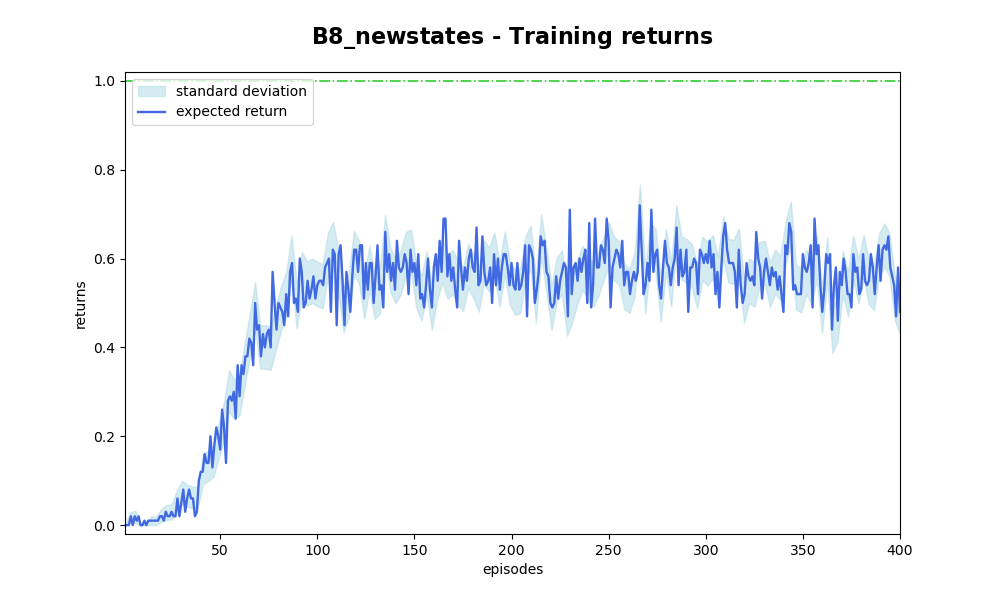 B8_newstates - Training returns
standard deviation
expected return
returns
1.0
0.8
0.6
0.4
0.2
0.0
50 100 150 200 250 300 350 400
episodes